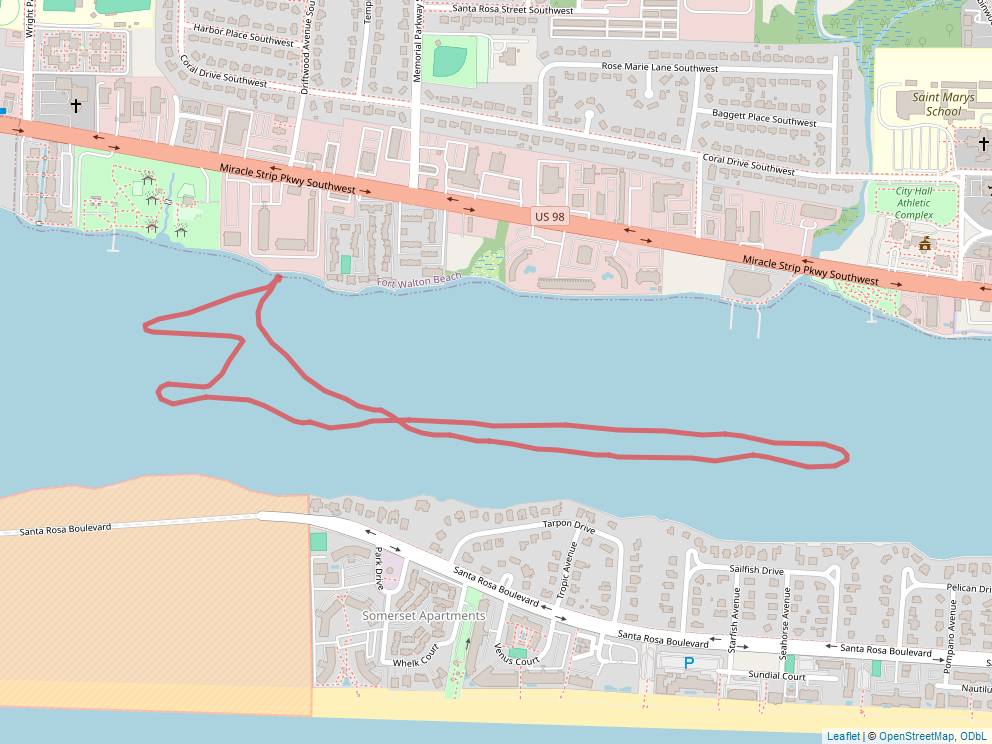 Santa Rosa Street Southwest
Wright P
Harbor Place Southwest
Driftwood Avenue Sou
Temp
Memorial Parkway
Coral Drive Southwest
Rose Marie Lane Southwest
Saint Marys
School
Baggett Place Southwest
Coral Drive Southwest
Miracle Strip Pkwy Southwest
City Hall
Athletic
Complex
US 98
Miracle Strip Pkwy Southwest
Fort Walton Beach
Santa Rosa Boulevard
Tarpon Drive
Park Drive
Tropic Avenue
Santa Rosa Boulevard
Sailfish Drive
Starfish Avenue
Seahorse Avenue
Pompano Avenue
Pelican Driv
Somerset Apartments
Santa Rosa Boulevard
Santa Rosa Boulevard
Venus Court
Whelk Court
P
Sundial Court
Nautilu
Leaflet | © OpenStreetMap, ODbL